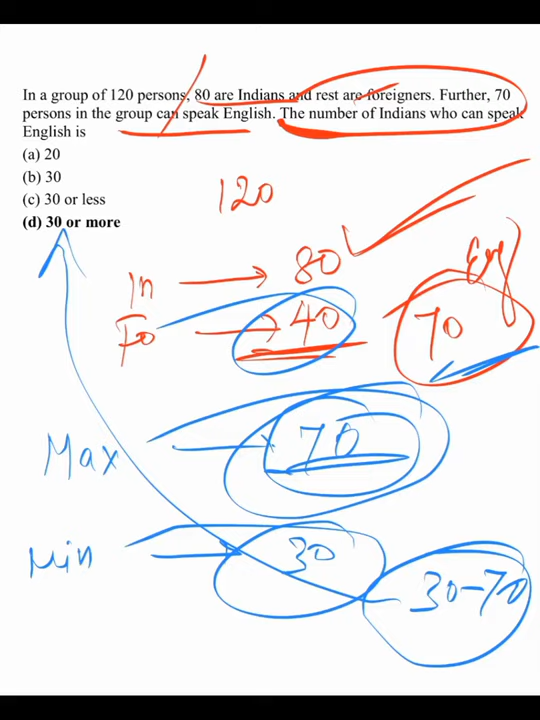 In a group of 120 persons, 80 are Indians and rest are foreigners. Further, 70
persons in the group can speak English. The number of Indians who can speak
English is
(a) 20
(b) 30
(c) 30 or less
(d) 30 or more
120
In → 80
Eng
Fo → 40
70
Max → 70
Min → 30
30-70